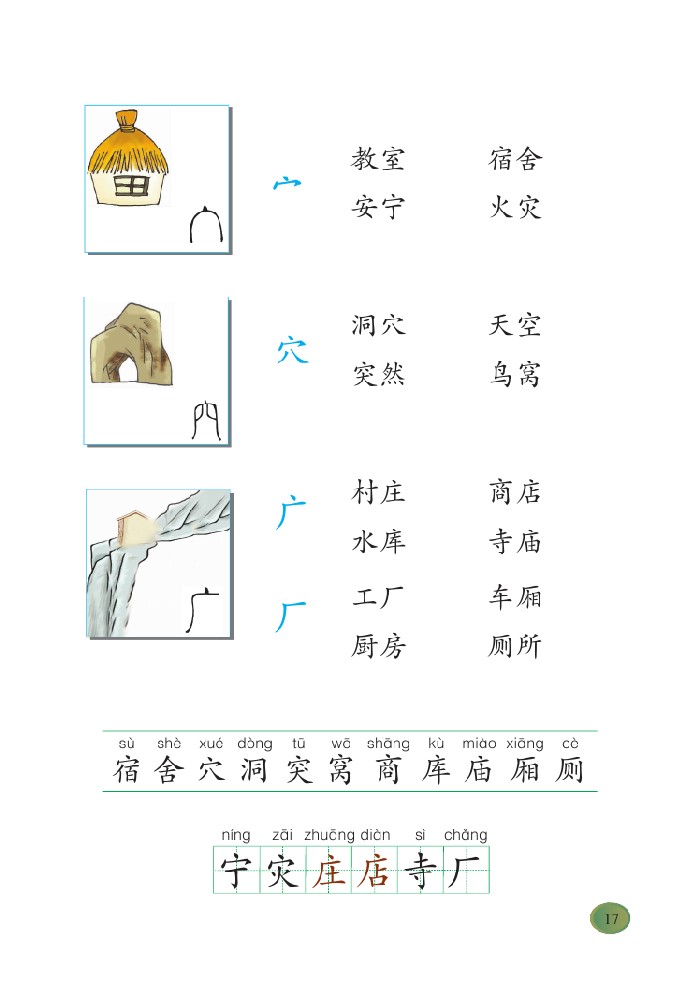 宀
教室 宿舍
安宁 火灾
穴
洞穴 天空
突然 鸟窝
广
村庄 商店
水库 寺庙
厂
工厂 车厢
厨房 厕所
sù shè xué dòng tū wō shāng kù miào xiāng cè
宿 舍 穴 洞 突 窝 商 库 庙 厢 厕
níng zāi zhuāng diàn sì chǎng
宁 灾 庄 店 寺 厂
17